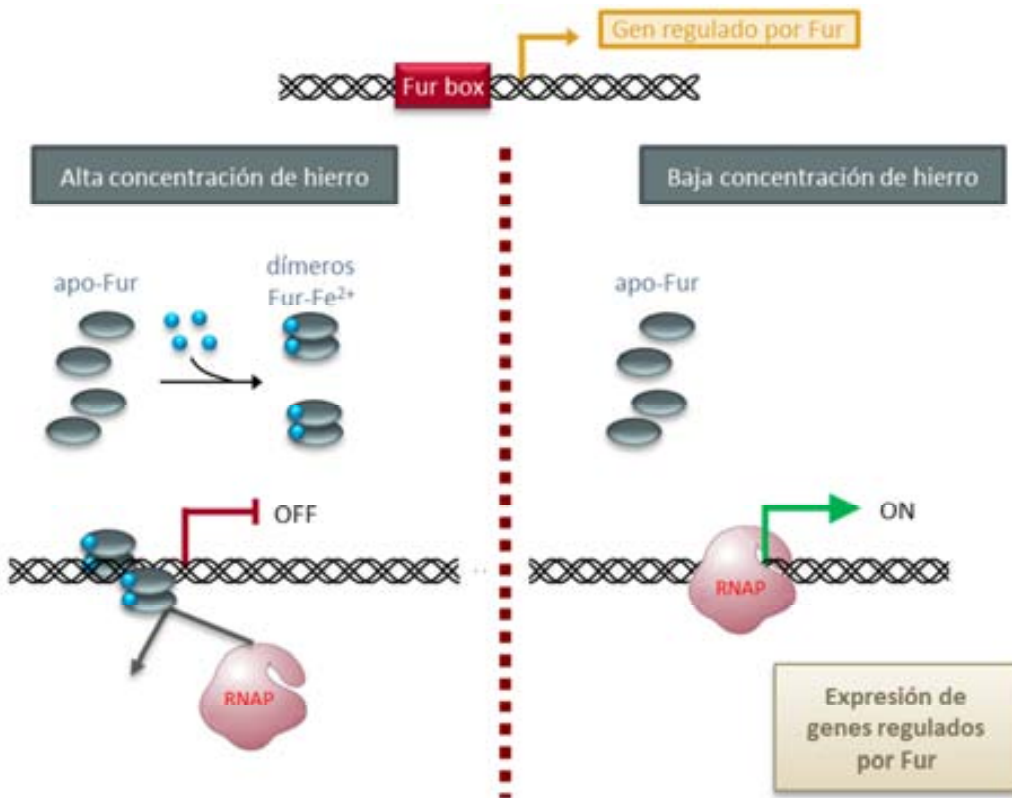 Gen regulado por Fur
Fur box
Alta concentración de hierro
apo-Fur
dímeros
Fur-Fe²⁺
OFF
RNAP
Baja concentración de hierro
apo-Fur
ON
RNAP
Expresión de
genes regulados
por Fur